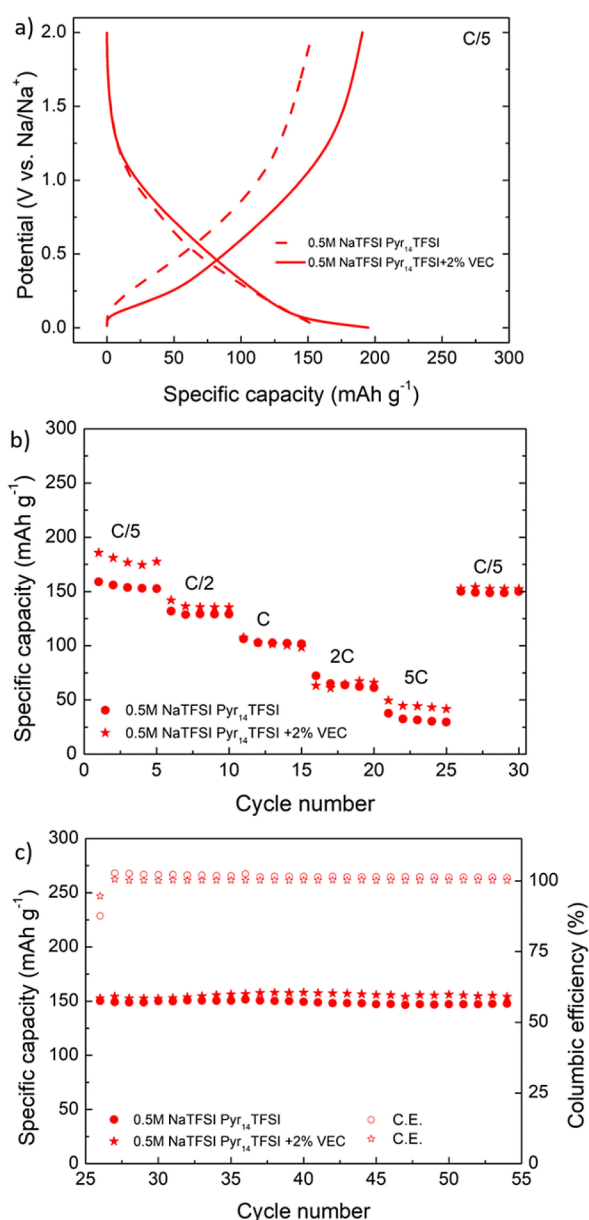 a)
C/5
2.0
1.5
1.0
0.5
0.0
Potential (V vs. Na/Na⁺)
0.5M NaTFSI Pyr₁₄TFSI
0.5M NaTFSI Pyr₁₄TFSI+2% VEC
0 50 100 150 200 250 300
Specific capacity (mAh g⁻¹)
b)
300
250
200
150
100
50
0
Specific capacity (mAh g⁻¹)
C/5
C/2
C
2C
5C
C/5
0.5M NaTFSI Pyr₁₄TFSI
0.5M NaTFSI Pyr₁₄TFSI +2% VEC
0 5 10 15 20 25 30
Cycle number
c)
300
250
200
150
100
50
0
Specific capacity (mAh g⁻¹)
100
75
50
25
0
Columbic efficiency (%)
0.5M NaTFSI Pyr₁₄TFSI C.E.
0.5M NaTFSI Pyr₁₄TFSI +2% VEC C.E.
25 30 35 40 45 50 55
Cycle number